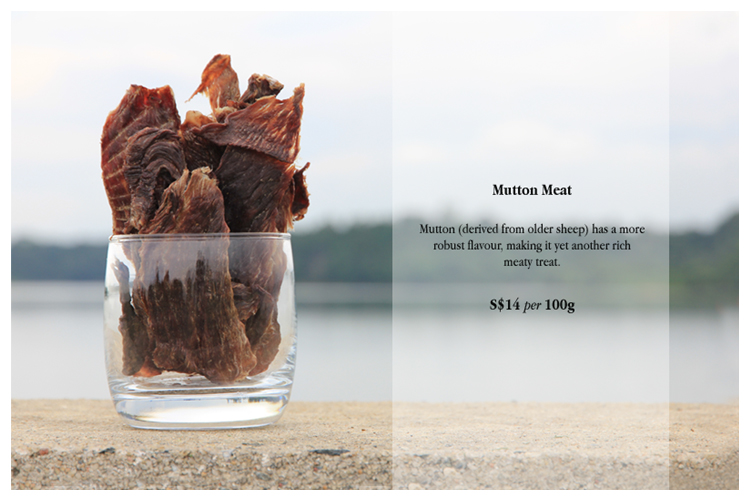 Mutton Meat
Mutton (derived from older sheep) has a more
robust flavour, making it yet another rich
meaty treat.
S$14 per 100g